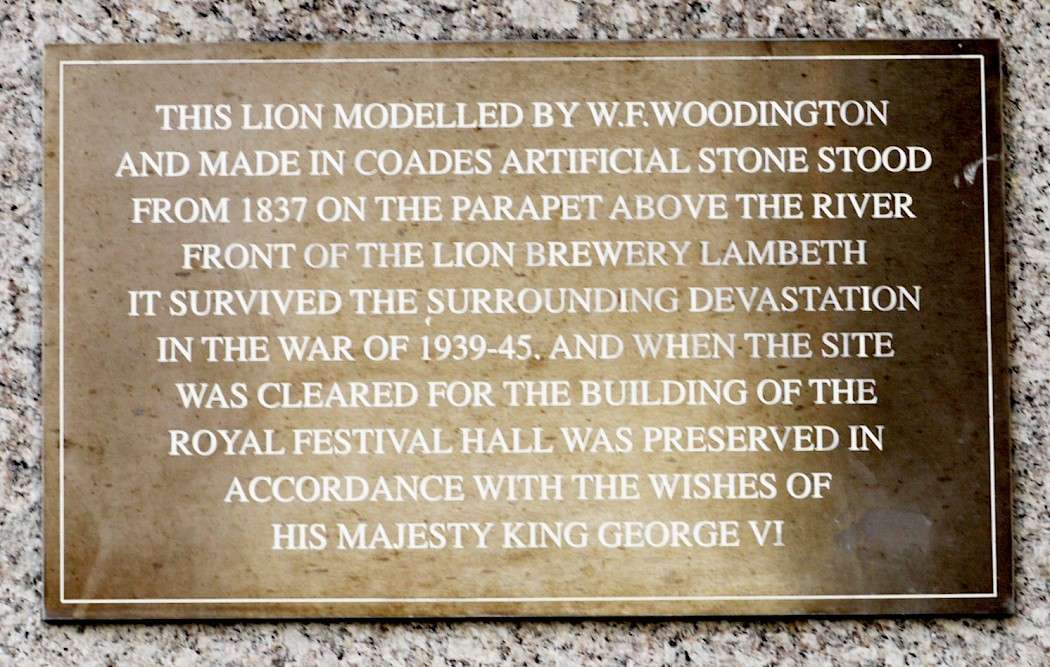 THIS LION MODELLED BY W.F.WOODINGTON
AND MADE IN COADES ARTIFICIAL STONE STOOD
FROM 1837 ON THE PARAPET ABOVE THE RIVER
FRONT OF THE LION BREWERY LAMBETH
IT SURVIVED THE SURROUNDING DEVASTATION
IN THE WAR OF 1939-45. AND WHEN THE SITE
WAS CLEARED FOR THE BUILDING OF THE
ROYAL FESTIVAL HALL WAS PRESERVED IN
ACCORDANCE WITH THE WISHES OF
HIS MAJESTY KING GEORGE VI